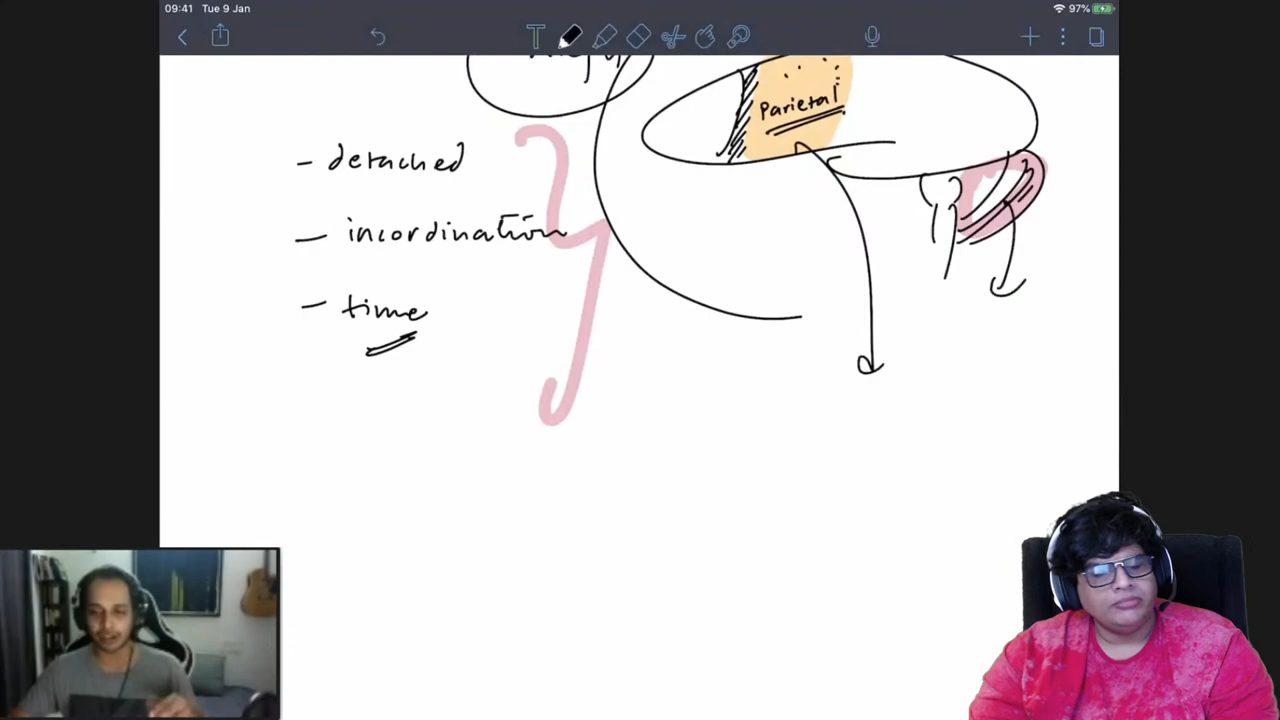 09:41 Tue 9 Jan
97%
T
Parietal
- detached
- incordination
- time